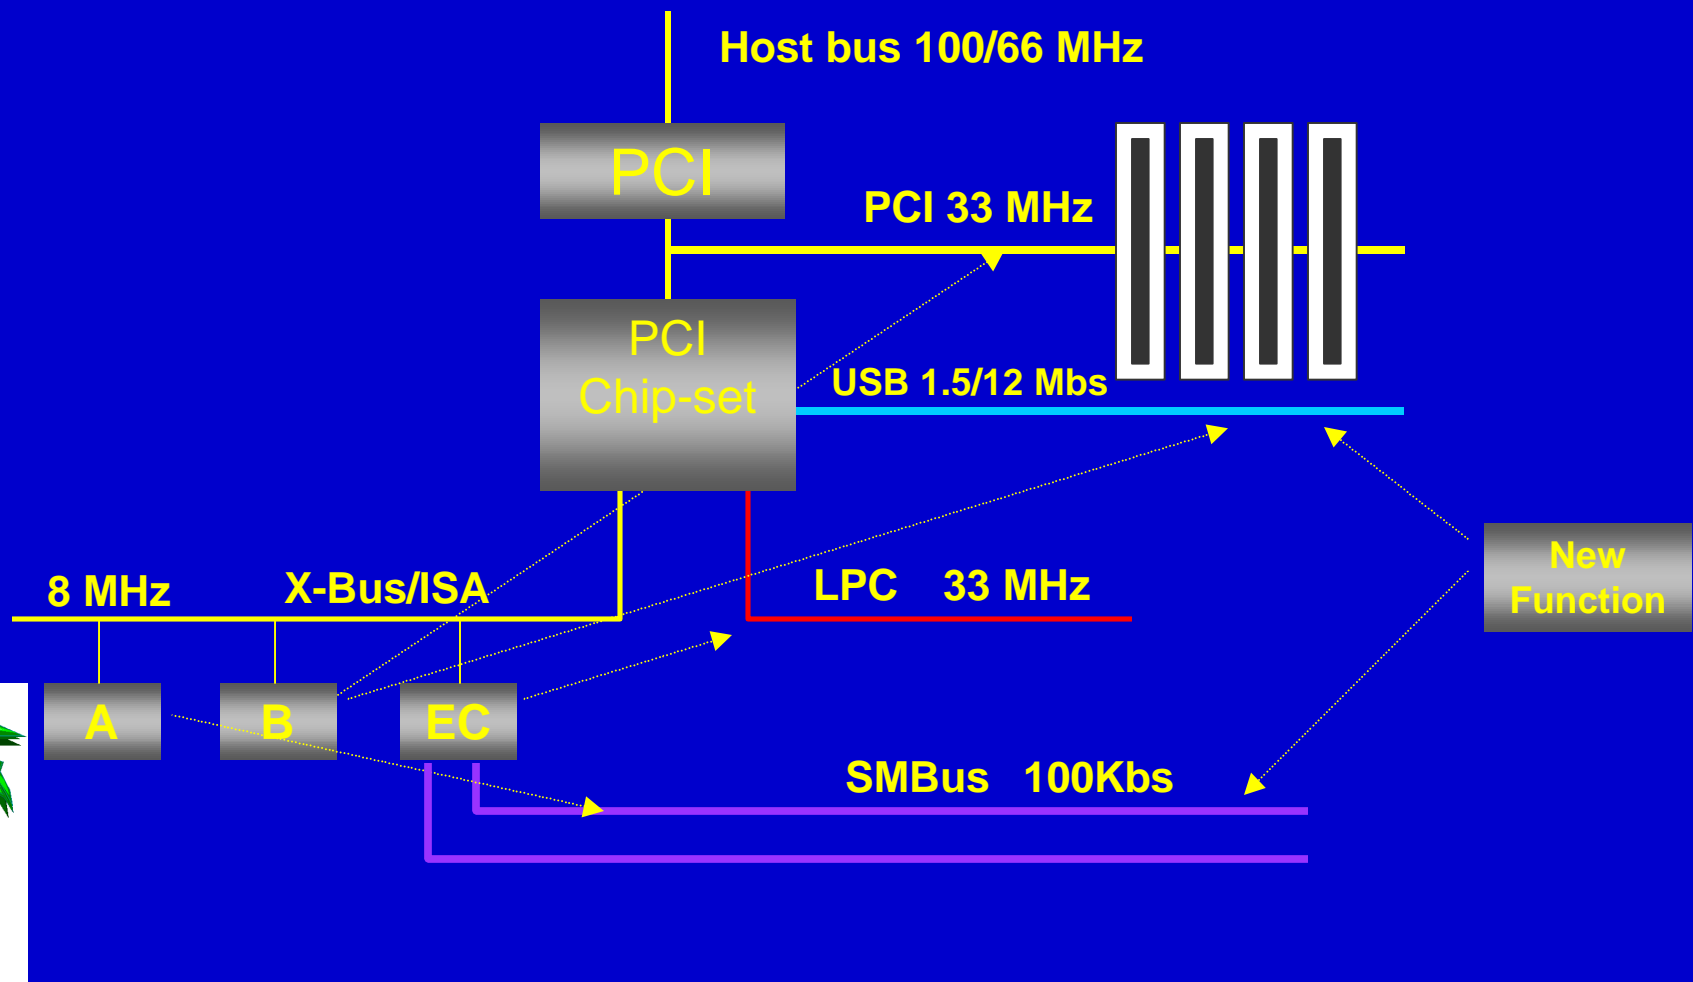 Host bus 100/66 MHz
PCI
PCI 33 MHz
PCI
Chip-set
USB 1.5/12 Mbs
8 MHz
X-Bus/ISA
LPC 33 MHz
New
Function
A
B
EC
SMBus 100Kbs